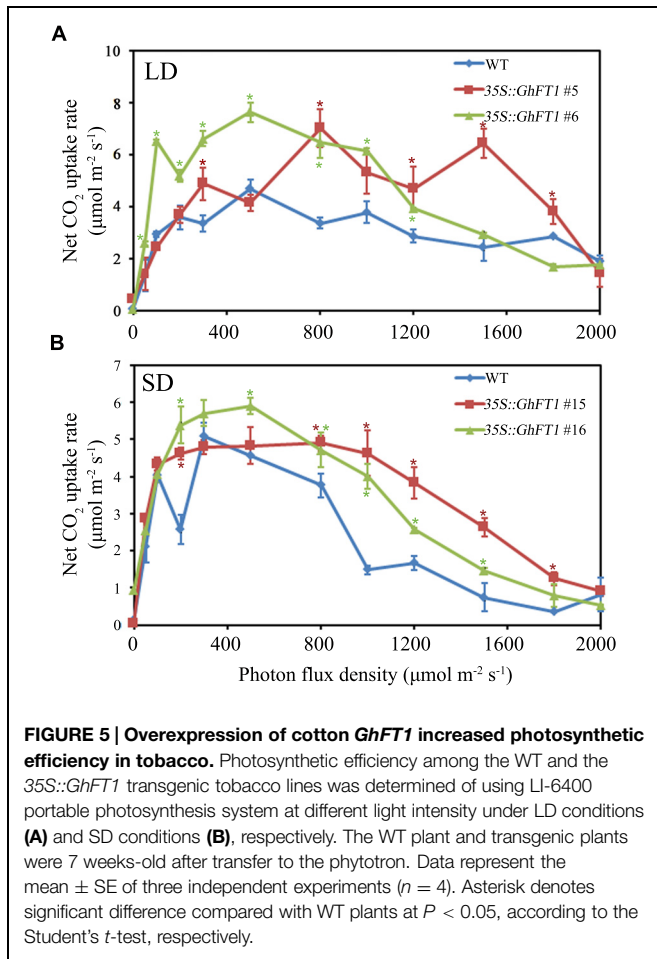 A
LD
WT
35S::GhFT1 #5
35S::GhFT1 #6
Net CO2 uptake rate
(µmol m-2 s-1)
10
8
6
4
2
0
0 400 800 1200 1600 2000
B
SD
WT
35S::GhFT1 #15
35S::GhFT1 #16
Net CO2 uptake rate
(µmol m-2 s-1)
7
6
5
4
3
2
1
0
0 400 800 1200 1600 2000
Photon flux density (µmol m-2 s-1)
FIGURE 5 | Overexpression of cotton GhFT1 increased photosynthetic
efficiency in tobacco. Photosynthetic efficiency among the WT and the
35S::GhFT1 transgenic tobacco lines was determined of using LI-6400
portable photosynthesis system at different light intensity under LD conditions
(A) and SD conditions (B), respectively. The WT plant and transgenic plants
were 7 weeks-old after transfer to the phytotron. Data represent the
mean ± SE of three independent experiments (n = 4). Asterisk denotes
significant difference compared with WT plants at P < 0.05, according to the
Student's t-test, respectively.